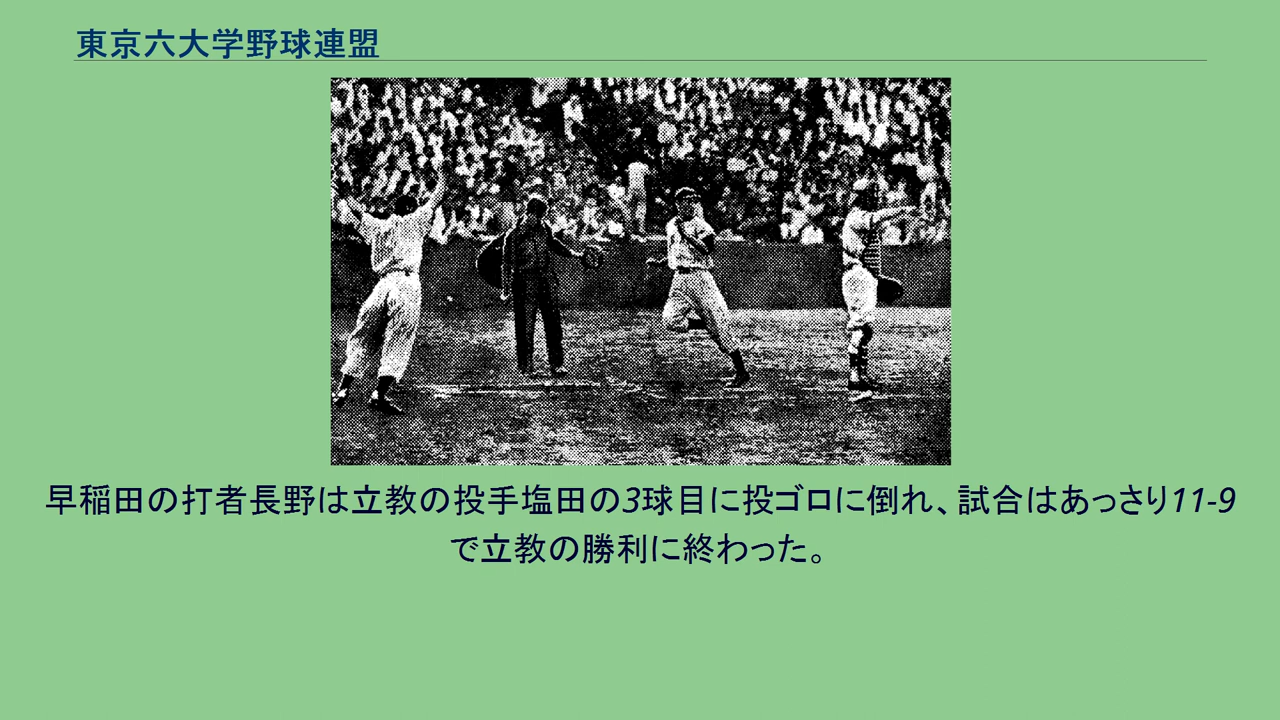 東京六大学野球連盟
早稲田の打者長野は立教の投手塩田の3球目に投ゴロに倒れ、試合はあっさり11-9
で立教の勝利に終わった。